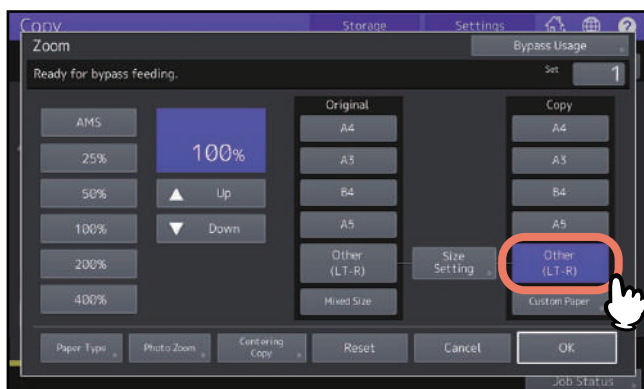 Copy Storage Settings
Zoom Bypass Usage
Ready for bypass feeding. Set 1
Original Copy
AMS A4 A4
25% 100% A3 A3
50% Up B4 B4
100% Down A5 A5
200% Other (LT-R) Size Setting Other (LT-R)
400% Mixed Size Custom Paper
Paper Type Photo Zoom Centering Copy Reset Cancel OK
Job Status